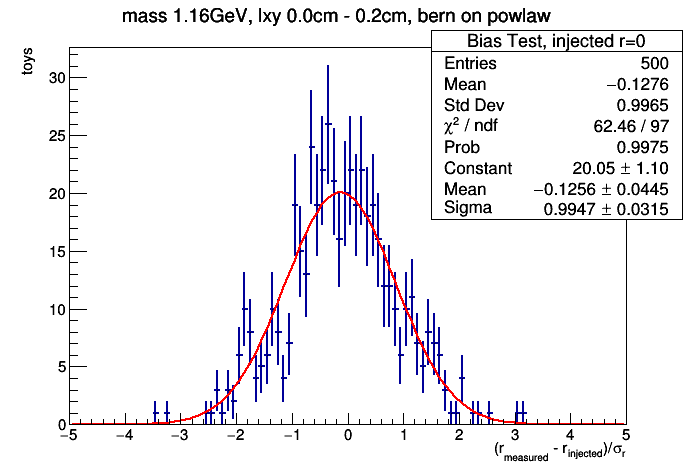 mass 1.16GeV, lxy 0.0cm - 0.2cm, bern on powlaw
toys
Bias Test, injected r=0
Entries 500
Mean −0.1276
Std Dev 0.9965
χ² / ndf 62.46 / 97
Prob 0.9975
Constant 20.05 ± 1.10
Mean −0.1256 ± 0.0445
Sigma 0.9947 ± 0.0315
30
25
20
15
10
5
0
−5 −4 −3 −2 −1 0 1 2 3 4 5
(r_measured - r_injected)/σ_r